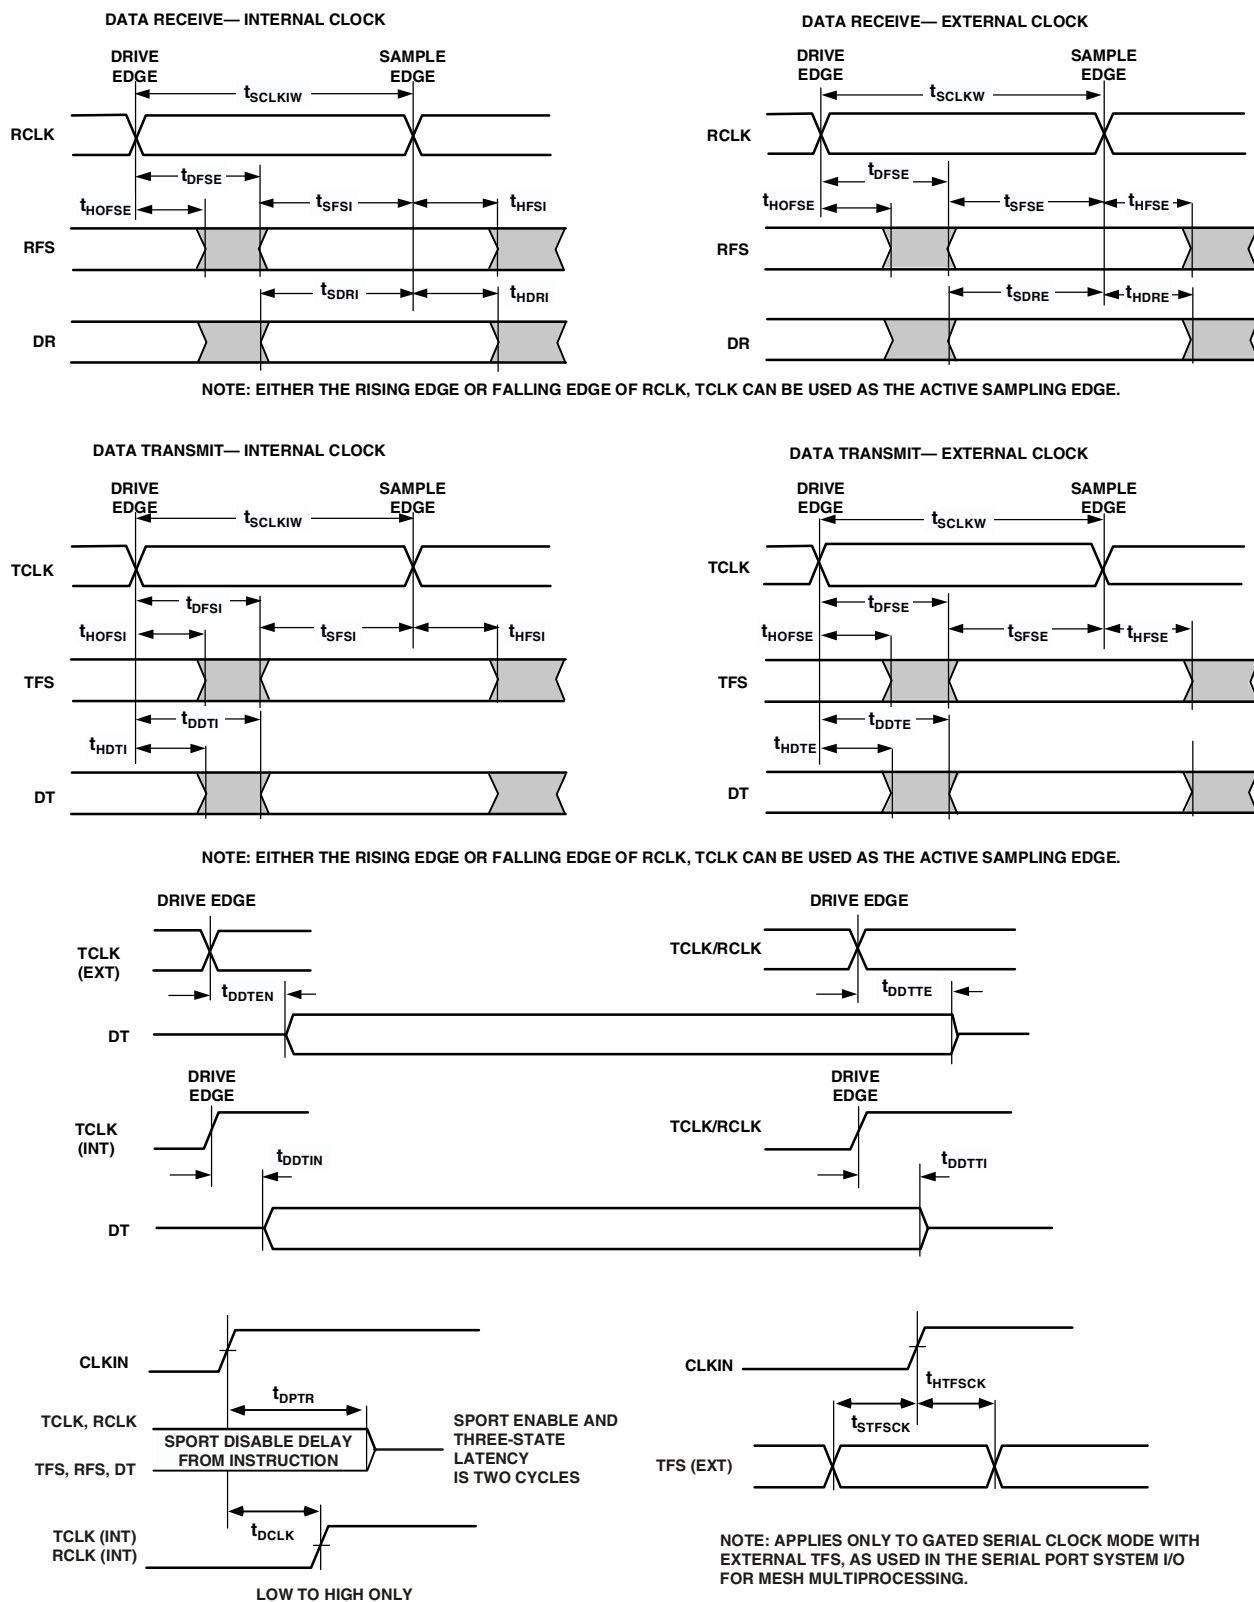 DATA RECEIVE— INTERNAL CLOCK
DRIVE EDGE
SAMPLE EDGE
tSCLKIW
RCLK
tDFSE
tHOFSE
tSFSI
tHFSI
RFS
tSDRI
tHDRI
DR
DATA RECEIVE— EXTERNAL CLOCK
DRIVE EDGE
SAMPLE EDGE
tSCLKW
RCLK
tDFSE
tHOFSE
tSFSE
tHFSE
RFS
tSDRE
tHDRE
DR
NOTE: EITHER THE RISING EDGE OR FALLING EDGE OF RCLK, TCLK CAN BE USED AS THE ACTIVE SAMPLING EDGE.
DATA TRANSMIT— INTERNAL CLOCK
DRIVE EDGE
SAMPLE EDGE
tSCLKIW
TCLK
tDFSI
tHOFSI
tSFSI
tHFSI
TFS
tDDTI
tHDTI
DT
DATA TRANSMIT— EXTERNAL CLOCK
DRIVE EDGE
SAMPLE EDGE
tSCLKW
TCLK
tDFSE
tHOFSE
tSFSE
tHFSE
TFS
tDDTE
tHDTE
DT
NOTE: EITHER THE RISING EDGE OR FALLING EDGE OF RCLK, TCLK CAN BE USED AS THE ACTIVE SAMPLING EDGE.
DRIVE EDGE
DRIVE EDGE
TCLK
(EXT)
TCLK/RCLK
tDDTEN
tDDTTE
DT
DRIVE
EDGE
DRIVE
EDGE
TCLK
(INT)
TCLK/RCLK
tDDTIN
tDDTTI
DT
CLKIN
tDPTR
TCLK, RCLK
SPORT DISABLE DELAY
FROM INSTRUCTION
TFS, RFS, DT
SPORT ENABLE AND
THREE-STATE
LATENCY
IS TWO CYCLES
tDCLK
TCLK (INT)
RCLK (INT)
LOW TO HIGH ONLY
CLKIN
tHTFSCK
tSTFSCK
TFS (EXT)
NOTE: APPLIES ONLY TO GATED SERIAL CLOCK MODE WITH
EXTERNAL TFS, AS USED IN THE SERIAL PORT SYSTEM I/O
FOR MESH MULTIPROCESSING.